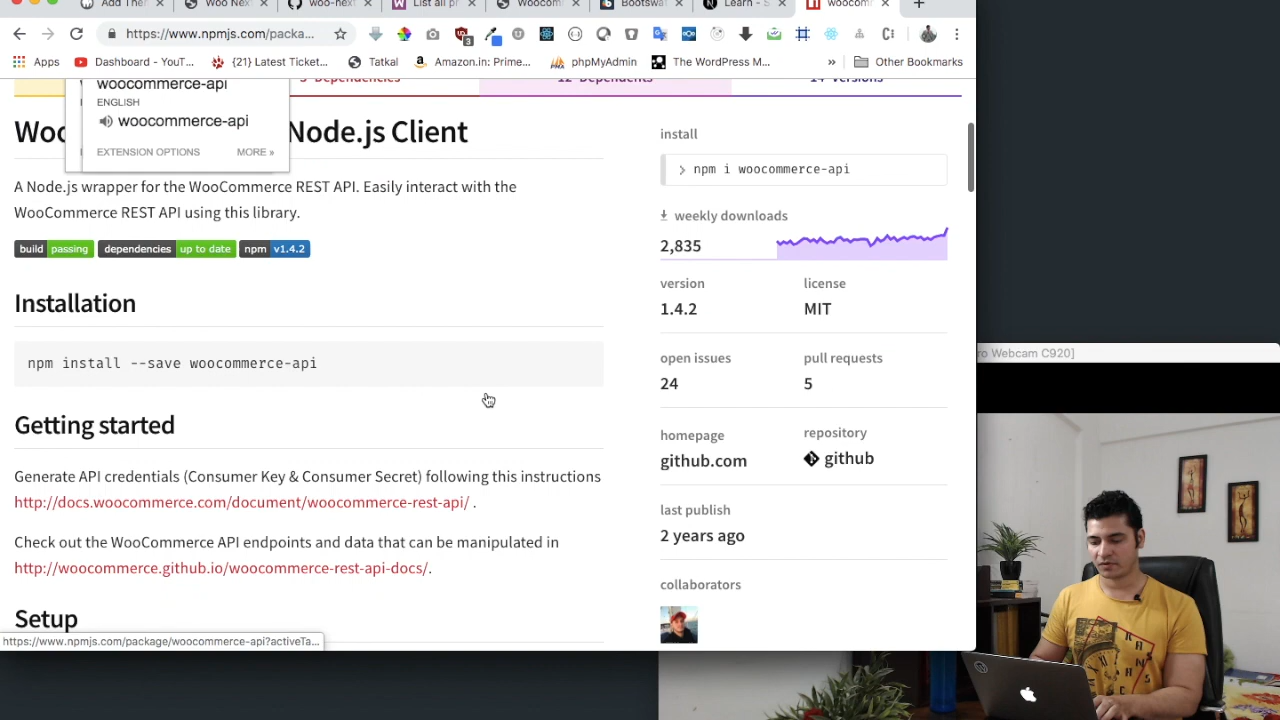 Add The
Woo Nex
woo-nex
List all p
Woocomm
Bootswat
Learn - S
woocomm
https://www.npmjs.com/packa...
3
Apps
Dashboard - YouT...
{21} Latest Ticket...
Tatkal
Amazon.in: Prime...
phpMyAdmin
The WordPress M...
»
Other Bookmarks
woocommerce-api
ENGLISH
woocommerce-api
EXTENSION OPTIONS
MORE »
Woo
Node.js Client
A Node.js wrapper for the WooCommerce REST API. Easily interact with the
WooCommerce REST API using this library.
build passing dependencies up to date npm v1.4.2
Installation
npm install --save woocommerce-api
Getting started
Generate API credentials (Consumer Key & Consumer Secret) following this instructions
http://docs.woocommerce.com/document/woocommerce-rest-api/ .
Check out the WooCommerce API endpoints and data that can be manipulated in
http://woocommerce.github.io/woocommerce-rest-api-docs/.
Setup
https://www.npmjs.com/package/woocommerce-api?activeTa...
install
> npm i woocommerce-api
weekly downloads
2,835
version
license
1.4.2
MIT
open issues
pull requests
24
5
homepage
repository
github.com
github
last publish
2 years ago
collaborators
ro Webcam C920]